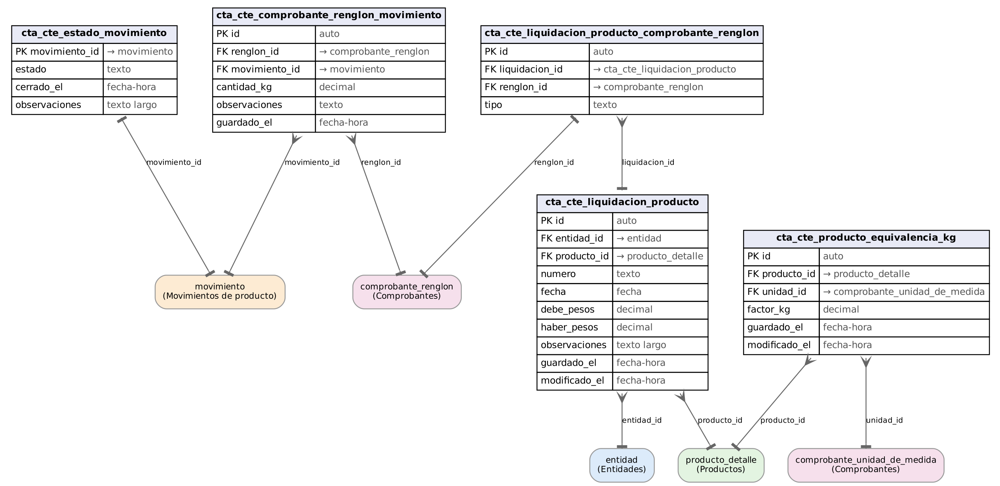 cta_cte_estado_movimiento
PK movimiento_id → movimiento
estado texto
cerrado_el fecha-hora
observaciones texto largo
cta_cte_comprobante_renglon_movimiento
PK id auto
FK renglon_id → comprobante_renglon
FK movimiento_id → movimiento
cantidad_kg decimal
observaciones texto
guardado_el fecha-hora
cta_cte_liquidacion_producto_comprobante_renglon
PK id auto
FK liquidacion_id → cta_cte_liquidacion_producto
FK renglon_id → comprobante_renglon
tipo texto
movimiento_id
movimiento_id
renglon_id
renglon_id
liquidacion_id
cta_cte_liquidacion_producto
PK id auto
FK entidad_id → entidad
FK producto_id → producto_detalle
numero texto
fecha fecha
debe_pesos decimal
haber_pesos decimal
observaciones texto largo
guardado_el fecha-hora
modificado_el fecha-hora
cta_cte_producto_equivalencia_kg
PK id auto
FK producto_id → producto_detalle
FK unidad_id → comprobante_unidad_de_medida
factor_kg decimal
guardado_el fecha-hora
modificado_el fecha-hora
movimiento
(Movimientos de producto)
comprobante_renglon
(Comprobantes)
entidad_id
producto_id
producto_id
unidad_id
entidad
(Entidades)
producto_detalle
(Productos)
comprobante_unidad_de_medida
(Comprobantes)